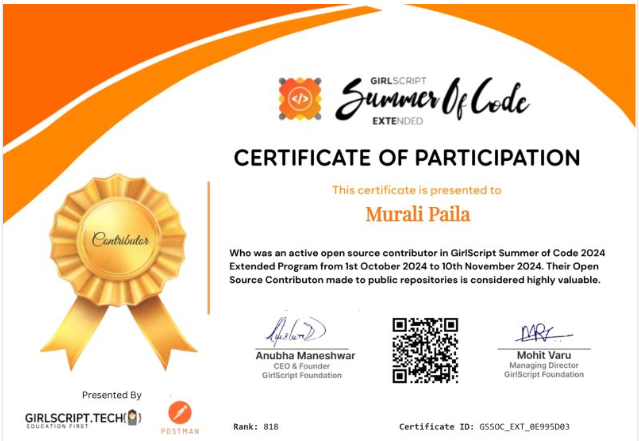 GIRLSCRIPT
Summer Of Code
EXTENDED
CERTIFICATE OF PARTICIPATION
This certificate is presented to
Murali Paila
Contributor
Who was an active open source contributor in GirlScript Summer of Code 2024
Extended Program from 1st October 2024 to 10th November 2024. Their Open
Source Contributon made to public repositories is considered highly valuable.
Anubha Maneshwar
CEO & Founder
GirlScript Foundation
Mohit Varu
Managing Director
GirlScript Foundation
Presented By
GIRLSCRIPT.TECH
EDUCATION FIRST
POSTMAN
Rank: 818
Certificate ID: GSSOC_EXT_0E995D03